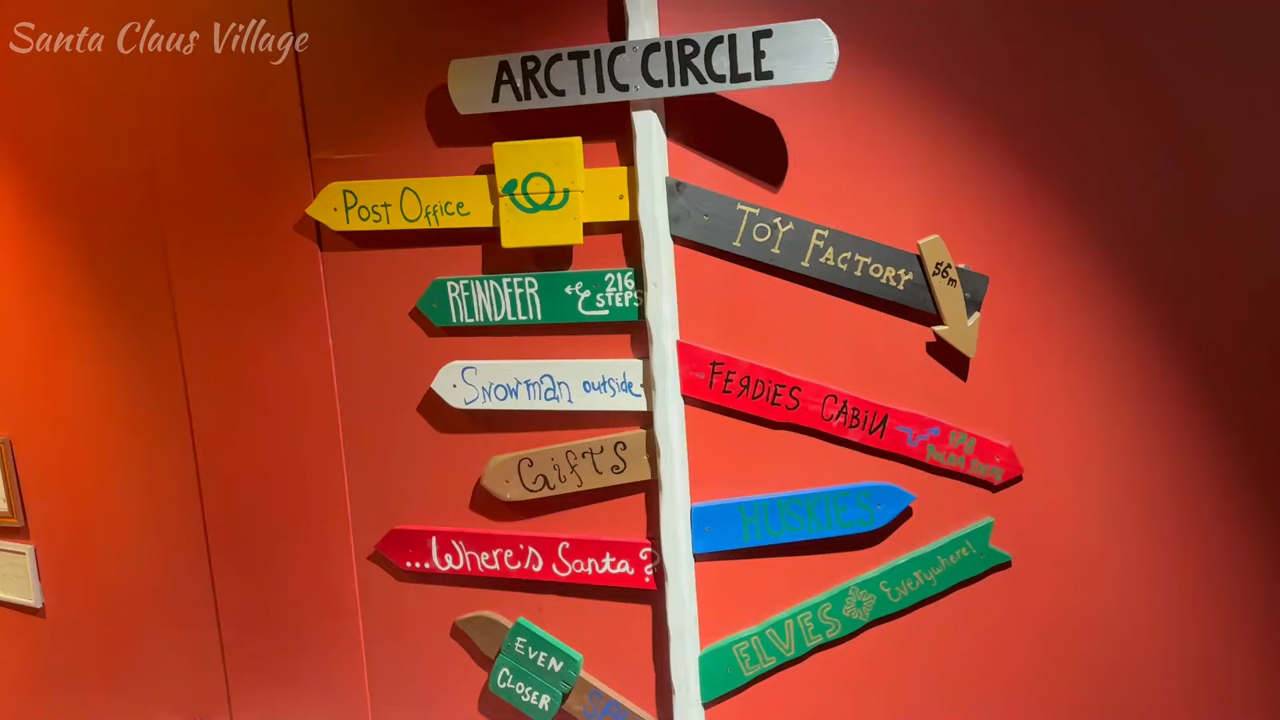 Santa Claus Village
ARCTIC CIRCLE
POST OFFICE
TOY FACTORY
56m
REINDEER
216
STEPS
Snowman outside
FERDIES CABIN
GifTS
HUSKIES
...Where's Santa?
ELVES Everywhere!
EVEN
CLOSER